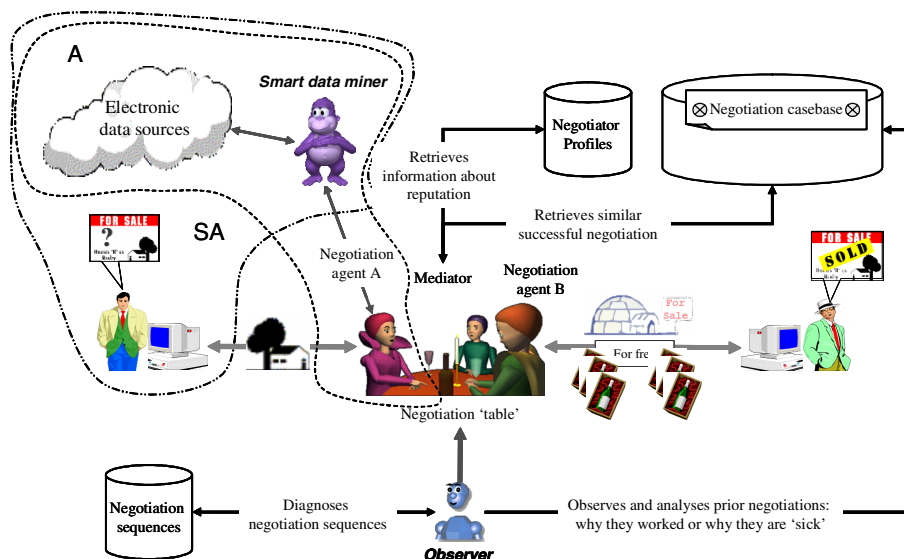 A
Smart data miner
Electronic
data sources
Negotiation casebase
Negotiator
Profiles
Retrieves
information about
reputation
FOR SALE
?
SA
Retrieves similar
successful negotiation
FOR SALE
SOLD
Negotiation
agent A
Mediator
Negotiation
agent B
For
Sale
For fre
Negotiation ‘table’
Negotiation
sequences
Diagnoses
negotiation sequences
Observes and analyses prior negotiations:
why they worked or why they are ‘sick’
Observer